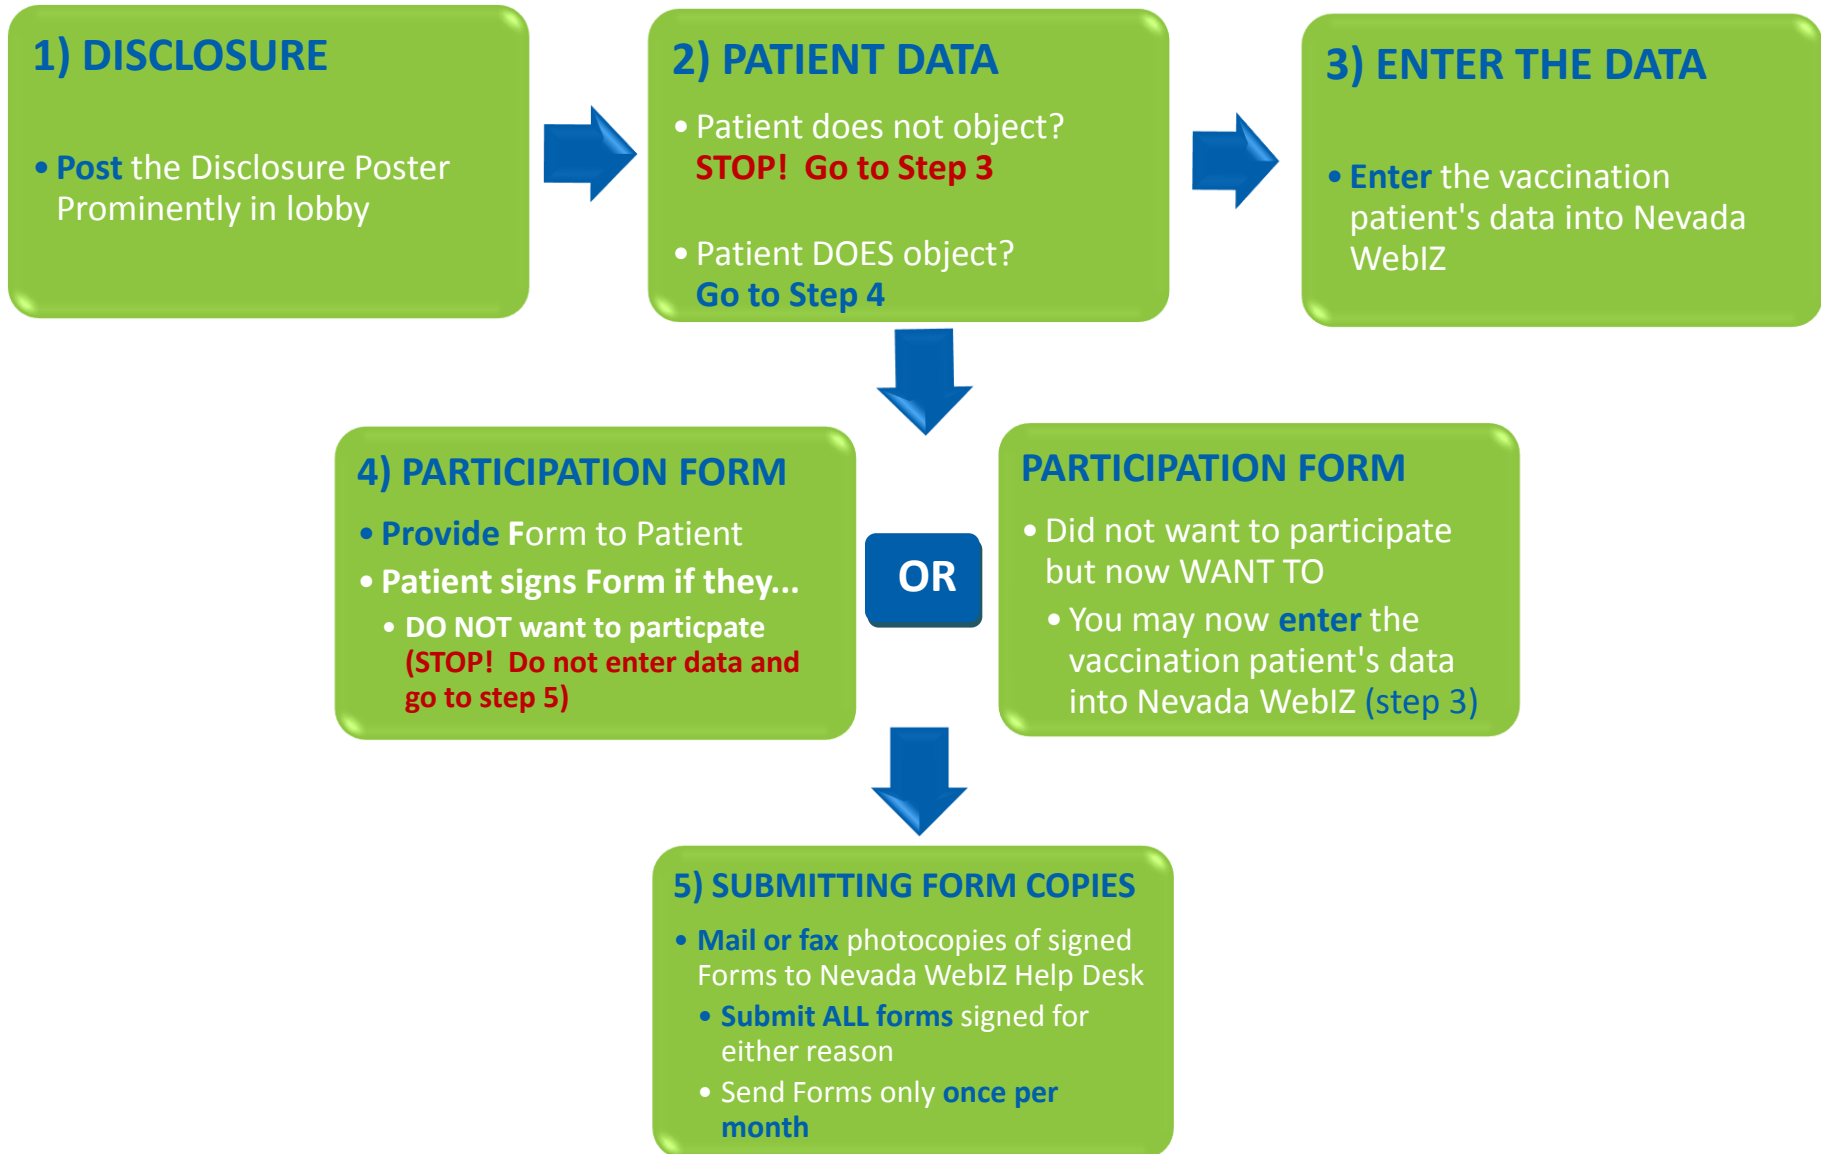 1) DISCLOSURE
• Post the Disclosure Poster
Prominently in lobby
2) PATIENT DATA
• Patient does not object?
STOP! Go to Step 3
• Patient DOES object?
Go to Step 4
3) ENTER THE DATA
• Enter the vaccination
patient's data into Nevada
WebIZ
4) PARTICIPATION FORM
• Provide Form to Patient
• Patient signs Form if they...
• DO NOT want to particpate
(STOP! Do not enter data and
go to step 5)
OR
PARTICIPATION FORM
• Did not want to participate
but now WANT TO
• You may now enter the
vaccination patient's data
into Nevada WebIZ (step 3)
5) SUBMITTING FORM COPIES
• Mail or fax photocopies of signed
Forms to Nevada WebIZ Help Desk
• Submit ALL forms signed for
either reason
• Send Forms only once per
month